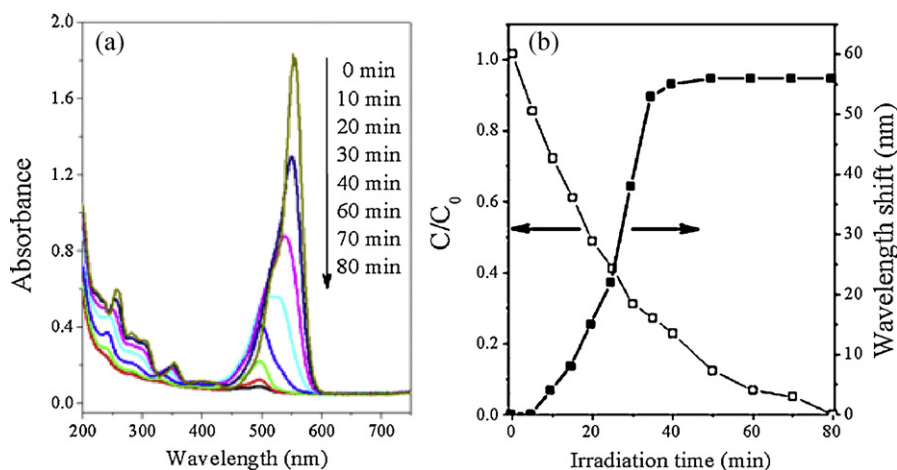 (a)
2.0
1.6
1.2
0.8
0.4
0.0
Absorbance
0 min
10 min
20 min
30 min
40 min
60 min
70 min
80 min
200 300 400 500 600 700
Wavelength (nm)
(b)
1.0
0.8
0.6
0.4
0.2
0.0
C/C0
60
50
40
30
20
10
0
Wavelength shift (nm)
0 20 40 60 80
Irradiation time (min)